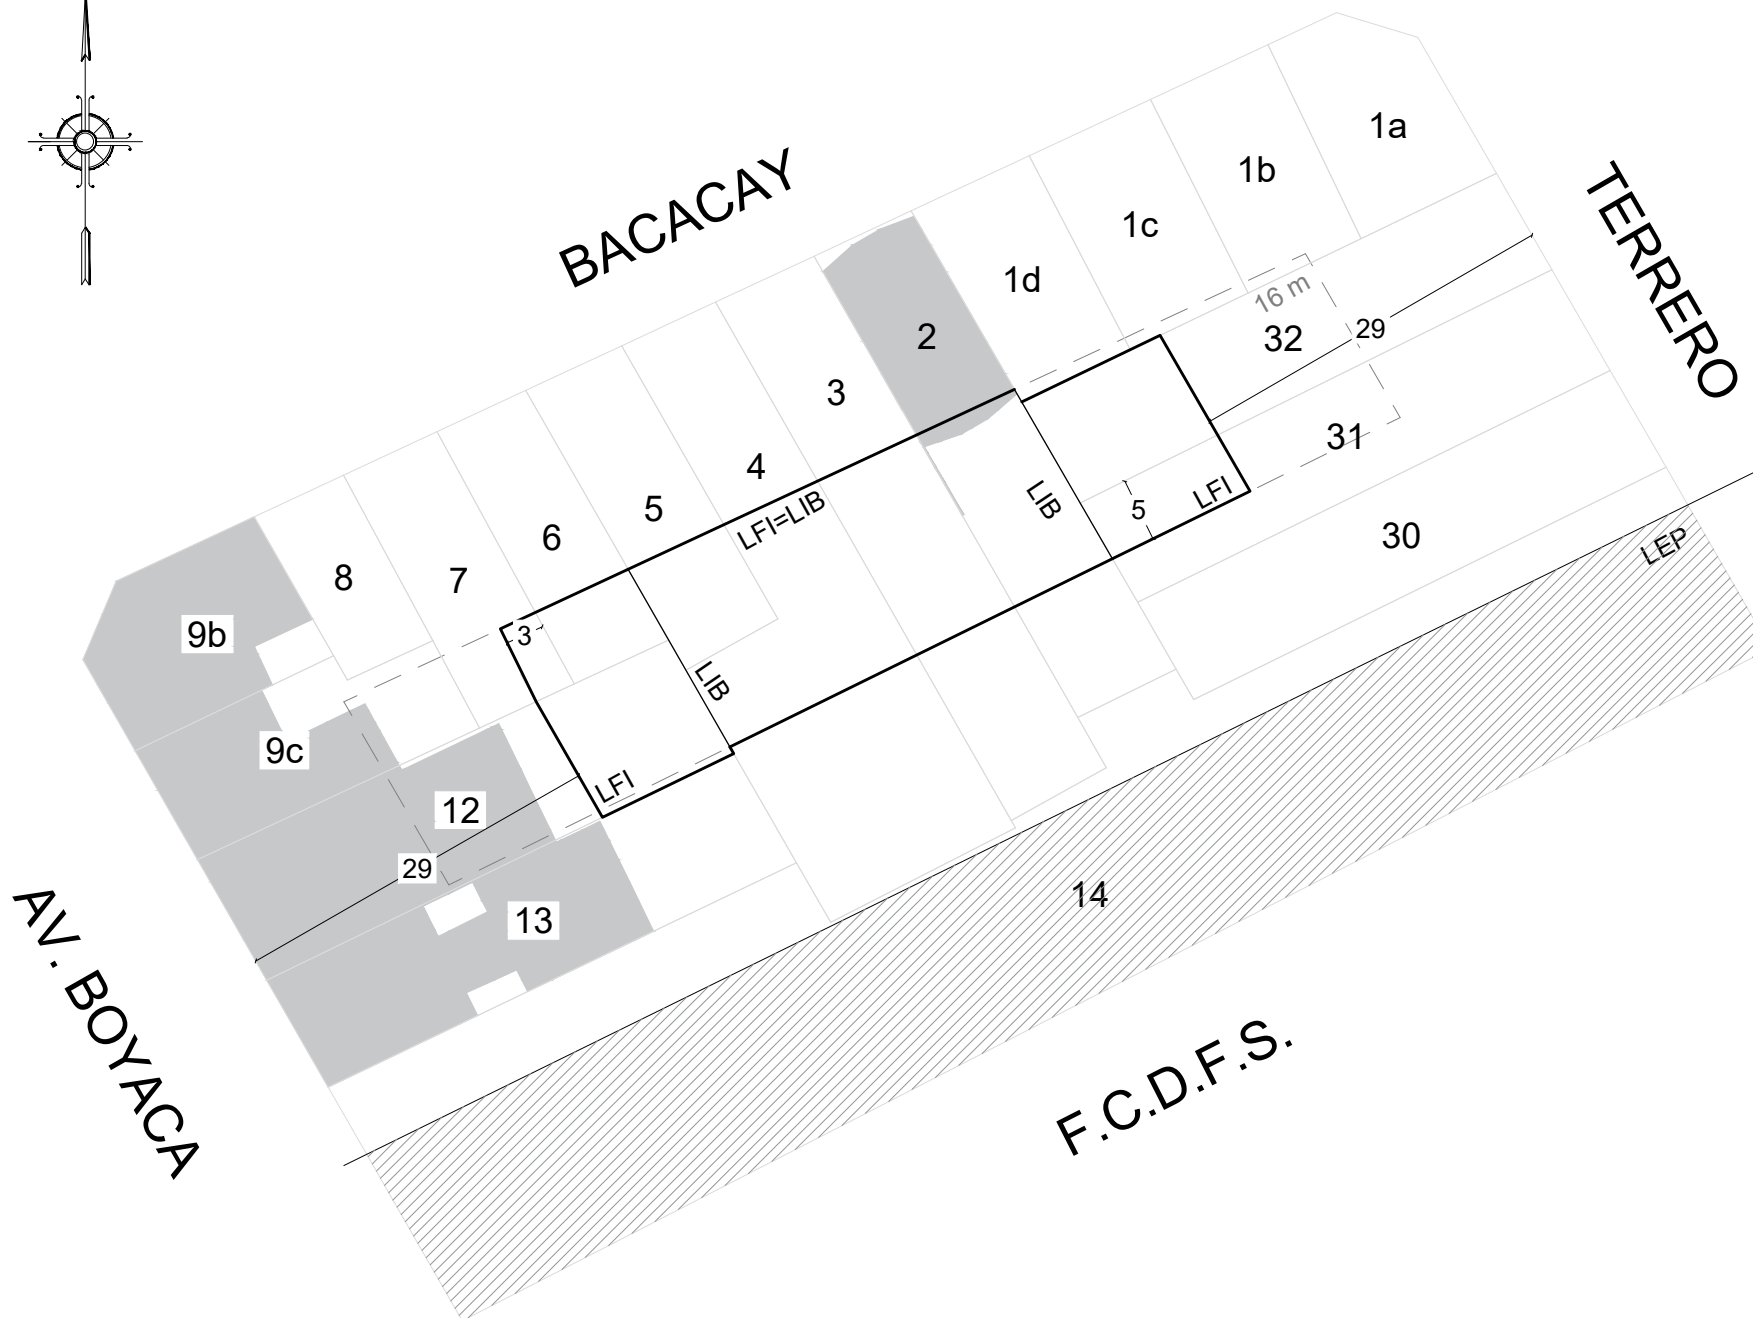 1a
1b
BACACAY
TERRERO
1c
1d
16 m
2
29
32
3
31
4
LIB
LFI
5
LFI=LIB
5
30
6
LEP
8
7
9b
3
LIB
9c
LFI
12
29
14
13
AV. BOYACA
F.C.D.F.S.